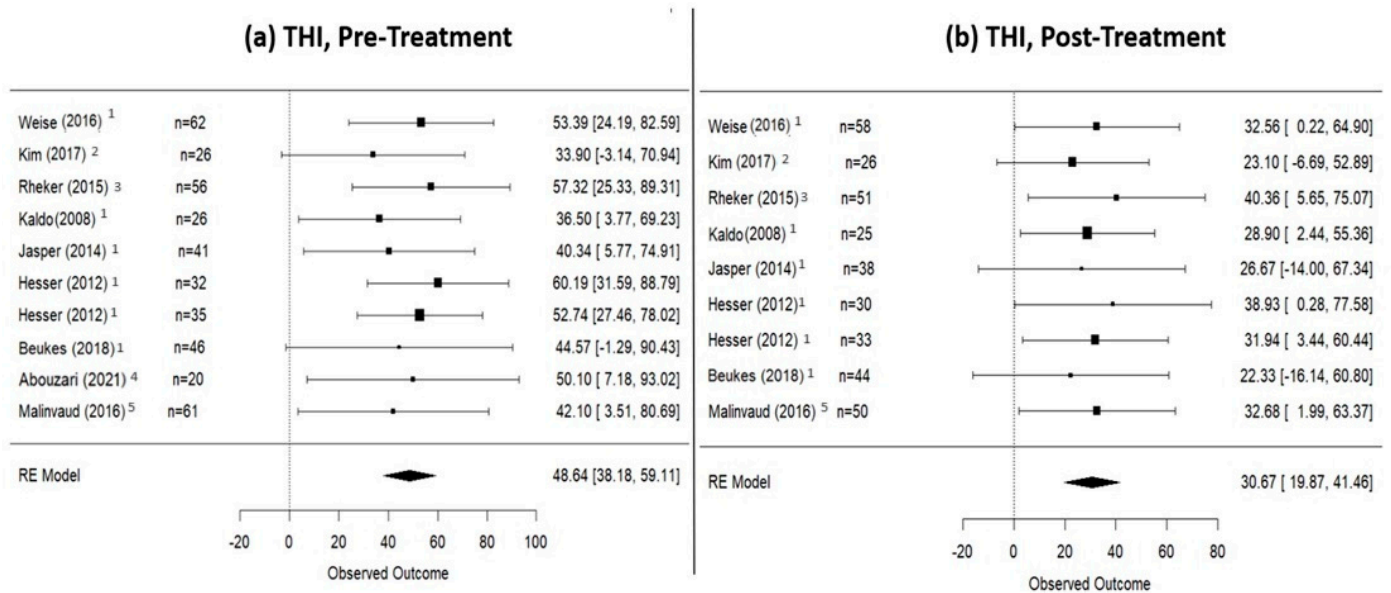 (a) THI, Pre-Treatment
Weise (2016) 1 n=62 53.39 [24.19, 82.59]
Kim (2017) 2 n=26 33.90 [-3.14, 70.94]
Rheker (2015) 3 n=56 57.32 [25.33, 89.31]
Kaldo(2008) 1 n=26 36.50 [ 3.77, 69.23]
Jasper (2014) 1 n=41 40.34 [ 5.77, 74.91]
Hesser (2012) 1 n=32 60.19 [31.59, 88.79]
Hesser (2012) 1 n=35 52.74 [27.46, 78.02]
Beukes (2018) 1 n=46 44.57 [-1.29, 90.43]
Abouzari (2021) 4 n=20 50.10 [ 7.18, 93.02]
Malinvaud (2016) 5 n=61 42.10 [ 3.51, 80.69]
RE Model 48.64 [38.18, 59.11]
-20 0 20 40 60 80 100
Observed Outcome
(b) THI, Post-Treatment
Weise (2016) 1 n=58 32.56 [ 0.22, 64.90]
Kim (2017) 2 n=26 23.10 [ -6.69, 52.89]
Rheker (2015) 3 n=51 40.36 [ 5.65, 75.07]
Kaldo(2008) 1 n=25 28.90 [ 2.44, 55.36]
Jasper (2014) 1 n=38 26.67 [-14.00, 67.34]
Hesser (2012) 1 n=30 38.93 [ 0.28, 77.58]
Hesser (2012) 1 n=33 31.94 [ 3.44, 60.44]
Beukes (2018) 1 n=44 22.33 [-16.14, 60.80]
Malinvaud (2016) 5 n=50 32.68 [ 1.99, 63.37]
RE Model 30.67 [ 19.87, 41.46]
-20 0 20 40 60 80
Observed Outcome